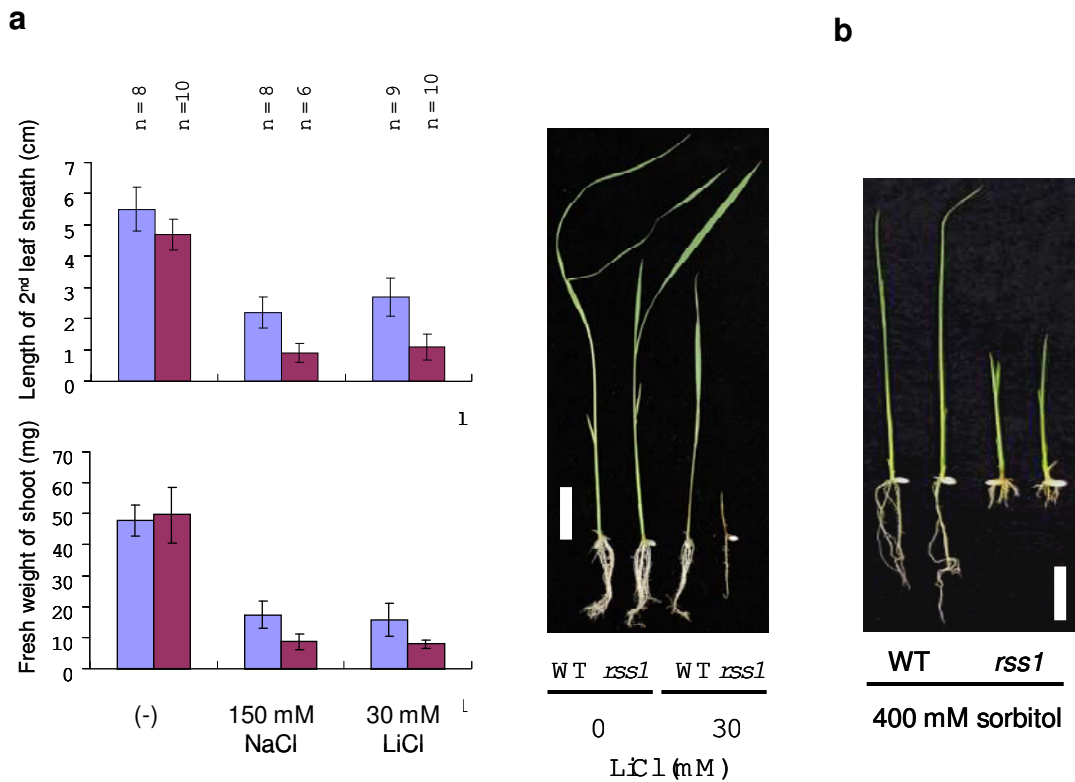 a
n = 8
n =10
n = 8
n = 6
n = 9
n = 10
Length of 2nd leaf sheath (cm)
7
6
5
4
3
2
1
0
Fresh weight of shoot (mg)
70
60
50
40
30
20
10
0
(-)
150 mM
NaCl
30 mM
LiCl
WT rss1 WT rss1
0 30
LiCl (mM)
b
WT rss1
400 mM sorbitol